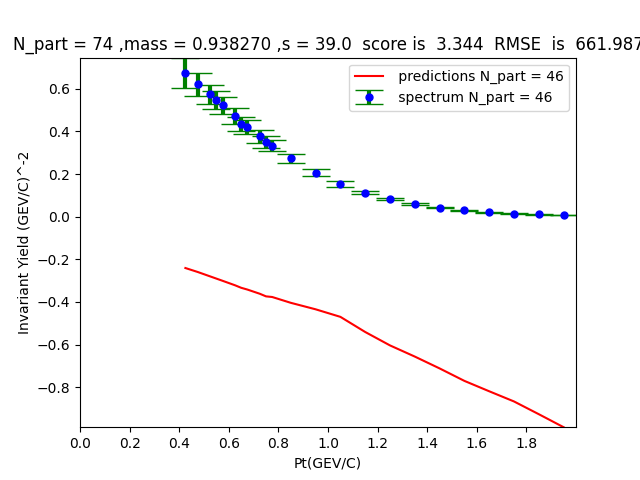 N_part = 74 ,mass = 0.938270 ,s = 39.0 score is 3.344 RMSE is 661.987
predictions N_part = 46
spectrum N_part = 46
Invariant Yield (GEV/C)^-2
0.6
0.4
0.2
0.0
−0.2
−0.4
−0.6
−0.8
0.0 0.2 0.4 0.6 0.8 1.0 1.2 1.4 1.6 1.8
Pt(GEV/C)